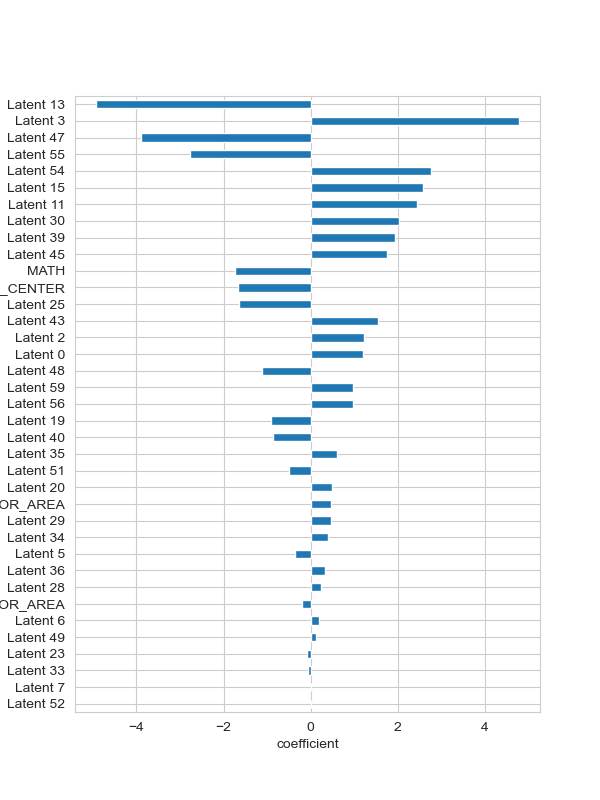 Latent 13
Latent 3
Latent 47
Latent 55
Latent 54
Latent 15
Latent 11
Latent 30
Latent 39
Latent 45
MATH
_CENTER
Latent 25
Latent 43
Latent 2
Latent 0
Latent 48
Latent 59
Latent 56
Latent 19
Latent 40
Latent 35
Latent 51
Latent 20
OR_AREA
Latent 29
Latent 34
Latent 5
Latent 36
Latent 28
OR_AREA
Latent 6
Latent 49
Latent 23
Latent 33
Latent 7
Latent 52
−4 −2 0 2 4
coefficient